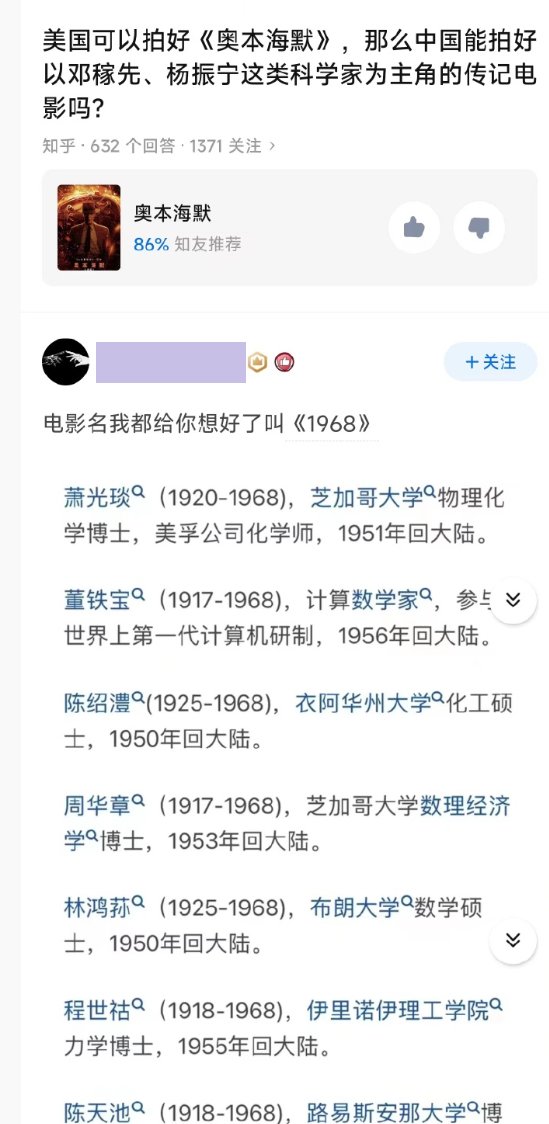 美国可以拍好《奥本海默》，那么中国能拍好
以邓稼先、杨振宁这类科学家为主角的传记电
影吗？
知乎 · 632 个回答 · 1371 关注 >
奥本海默
86% 知友推荐
+关注
电影名我都给你想好了叫《1968》
萧光琰（1920-1968），芝加哥大学物理化
学博士，美孚公司化学师，1951年回大陆。
董铁宝（1917-1968），计算数学家，参与
世界上第一代计算机研制，1956年回大陆。
陈绍澧(1925-1968)，衣阿华州大学化工硕
士，1950年回大陆。
周华章（1917-1968），芝加哥大学数理经济
学博士，1953年回大陆。
林鸿荪（1925-1968），布朗大学数学硕
士，1950年回大陆。
程世祜（1918-1968），伊里诺伊理工学院
力学博士，1955年回大陆。
陈天池（1918-1968），路易斯安那大学博